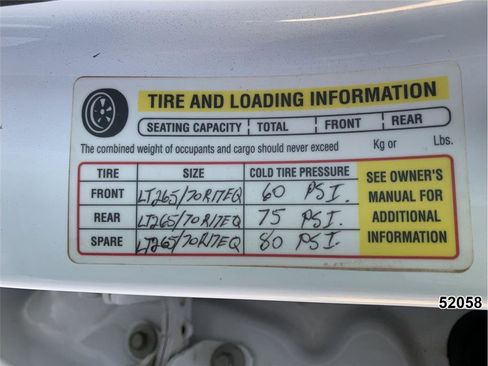 TIRE AND LOADING INFORMATION
SEATING CAPACITY TOTAL FRONT REAR
The combined weight of occupants and cargo should never exceed Kg or Lbs.
TIRE SIZE COLD TIRE PRESSURE
FRONT LT265/70R17EQ 60 PSI.
REAR LT265/70R17EQ 75 PSI.
SPARE LT265/70R17EQ 80 PSI.
SEE OWNER'S
MANUAL FOR
ADDITIONAL
INFORMATION
52058